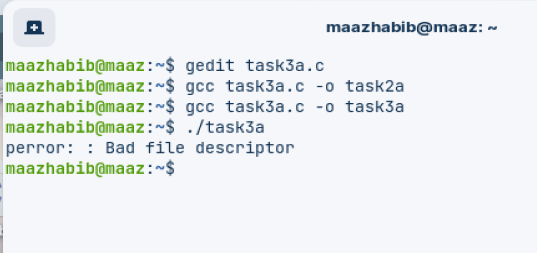 maazhabib@maaz: ~
maazhabib@maaz:~$ gedit task3a.c
maazhabib@maaz:~$ gcc task3a.c -o task2a
maazhabib@maaz:~$ gcc task3a.c -o task3a
maazhabib@maaz:~$ ./task3a
perror: : Bad file descriptor
maazhabib@maaz:~$